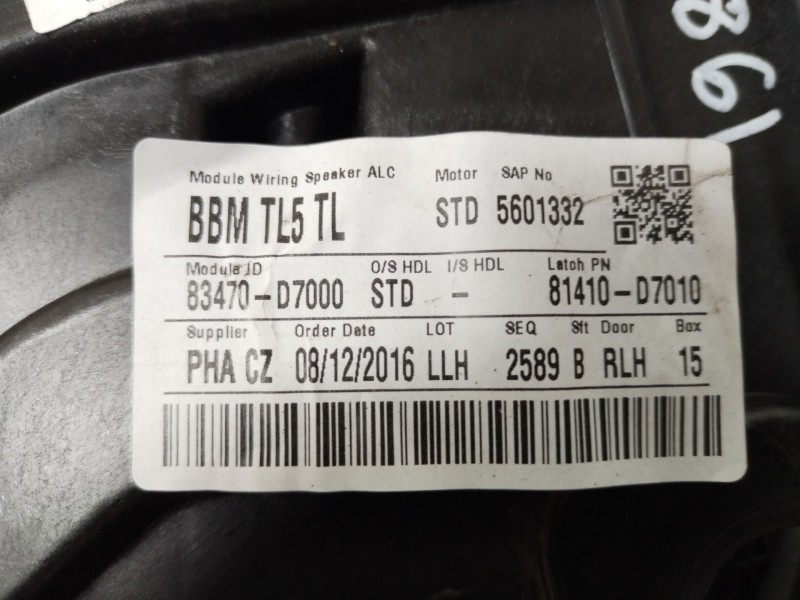 1981
Module Wiring Speaker ALC Motor SAP No
BBM TL5 TL STD 5601332
Module ID O/S HDL I/S HDL Latch PN
83470-D7000 STD - 81410-D7010
Supplier Order Date LOT SEQ Sft Door Box
PHA CZ 08/12/2016 LLH 2589 B RLH 15